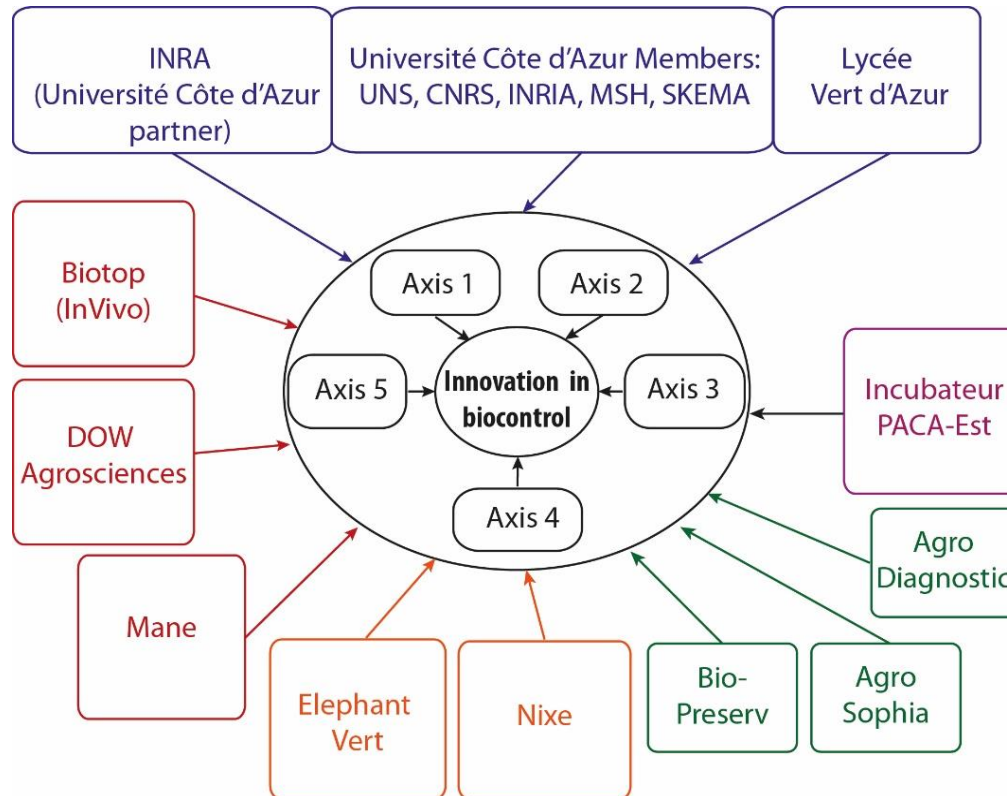 INRA
(Université Côte d'Azur
partner)
Université Côte d'Azur Members:
UNS, CNRS, INRIA, MSH, SKEMA
Lycée
Vert d'Azur
Biotop
(InVivo)
Axis 1
Axis 2
Axis 5
Innovation in
biocontrol
Axis 3
Incubateur
PACA-Est
DOW
Agrosciences
Axis 4
Agro
Diagnostic
Mane
Elephant
Vert
Nixe
Bio-
Preserv
Agro
Sophia